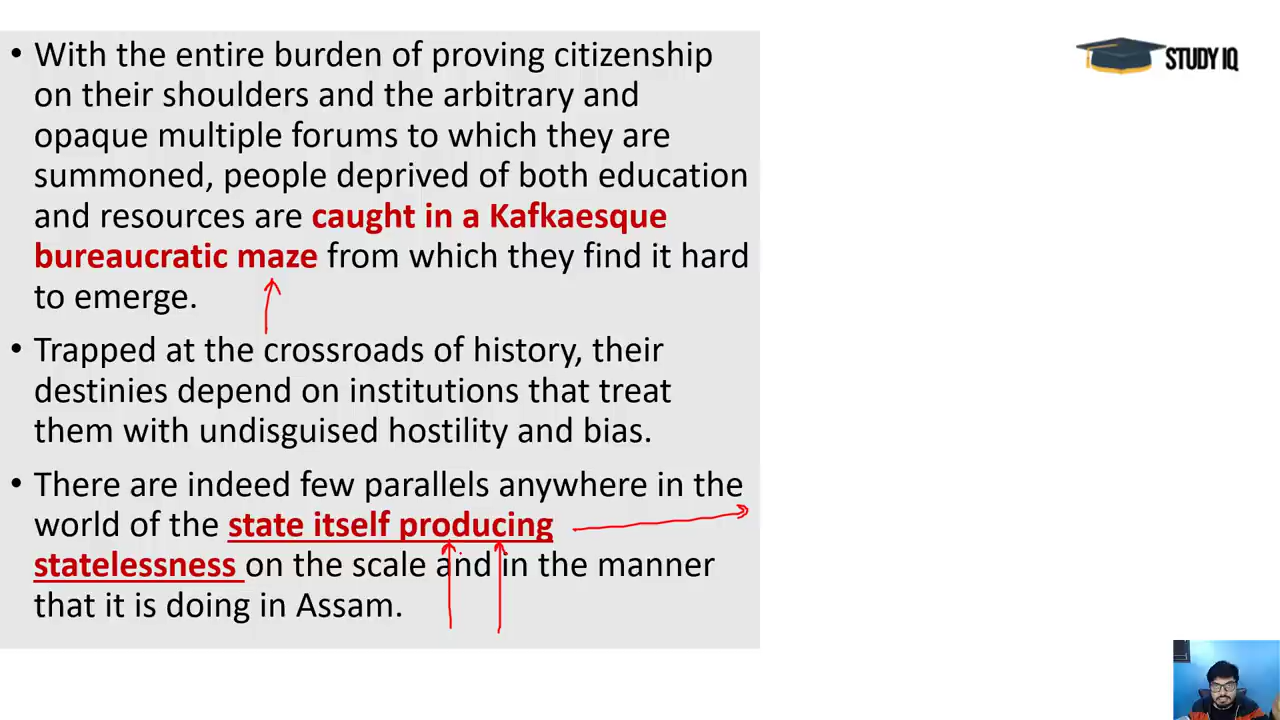 • With the entire burden of proving citizenship
on their shoulders and the arbitrary and
opaque multiple forums to which they are
summoned, people deprived of both education
and resources are caught in a Kafkaesque
bureaucratic maze from which they find it hard
to emerge.
• Trapped at the crossroads of history, their
destinies depend on institutions that treat
them with undisguised hostility and bias.
• There are indeed few parallels anywhere in the
world of the state itself producing
statelessness on the scale and in the manner
that it is doing in Assam.
STUDY IQ